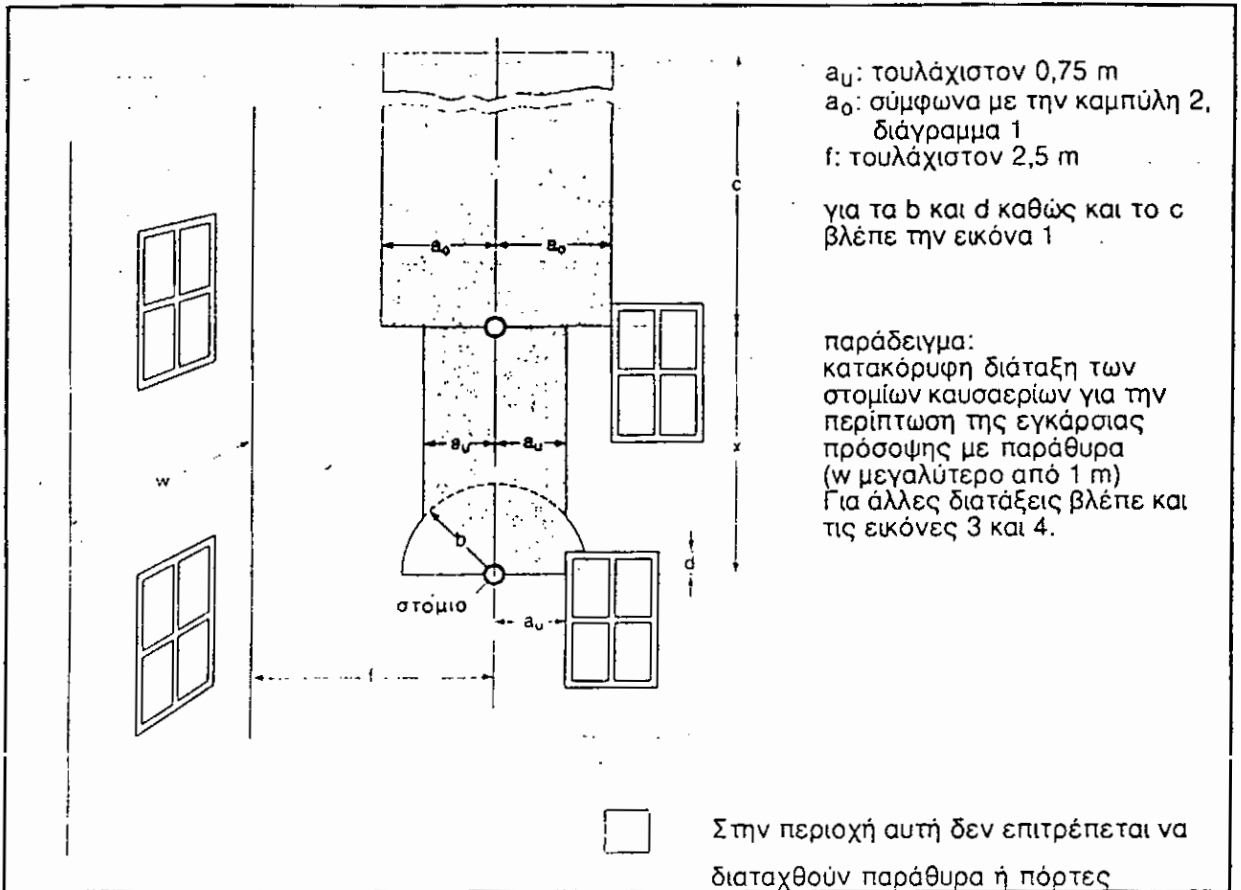 a_u: τουλάχιστον 0,75 m
a_o: σύμφωνα με την καμπύλη 2,
διάγραμμα 1
f: τουλάχιστον 2,5 m
για τα b και d καθώς και το c
βλέπε την εικόνα 1
παράδειγμα:
κατακόρυφη διάταξη των
στομίων καυσαερίων για την
περίπτωση της εγκάρσιας
πρόσοψης με παράθυρα
(w μεγαλύτερο από 1 m)
Για άλλες διατάξεις βλέπε και
τις εικόνες 3 και 4.
c
a_o a_o
a_u a_u
x
w
b
d
στόμιο
a_u
f
Στην περιοχή αυτή δεν επιτρέπεται να
διαταχθούν παράθυρα ή πόρτες